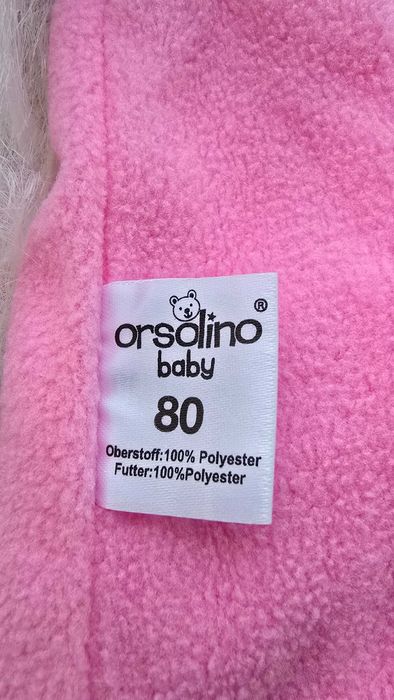 orsolino®
baby
80
Oberstoff:100% Polyester
Futter:100%Polyester